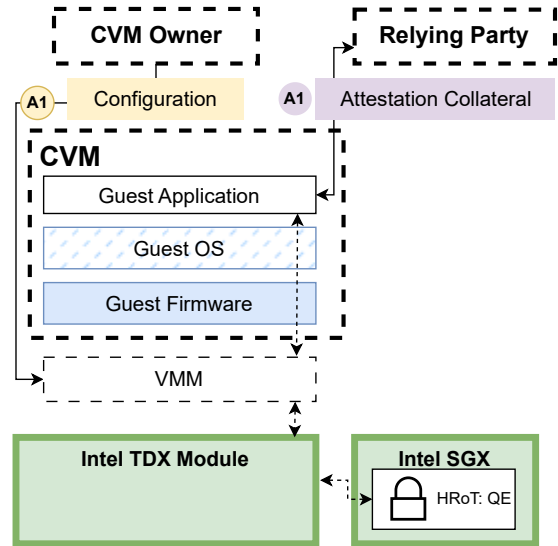 CVM Owner
Relying Party
A1
Configuration
A1
Attestation Collateral
CVM
Guest Application
Guest OS
Guest Firmware
VMM
Intel TDX Module
Intel SGX
HRoT: QE